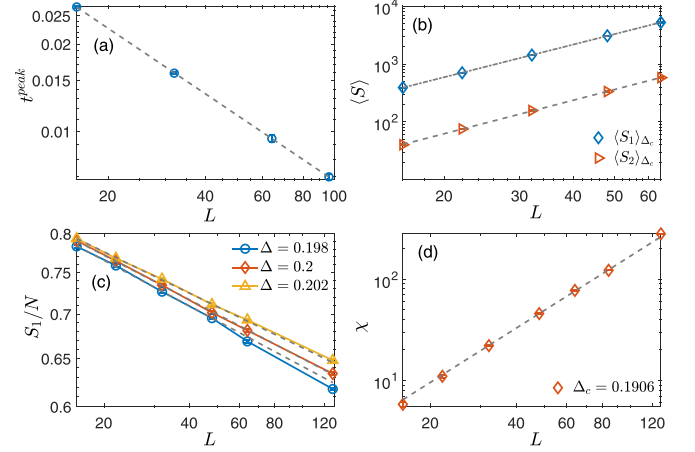 0.025
0.02
0.015
0.01
t^{peak}
(a)
20 40 60 80 100
L
10^4
10^3
10^2
⟨S⟩
(b)
⟨S_1⟩_{Δ_c}
⟨S_2⟩_{Δ_c}
20 30 40 50 60
L
0.8
0.75
0.7
0.65
0.6
S_1/N
(c)
Δ = 0.198
Δ = 0.2
Δ = 0.202
20 40 60 80 120
L
10^2
10^1
χ
(d)
Δ_c = 0.1906
20 40 60 80 120
L